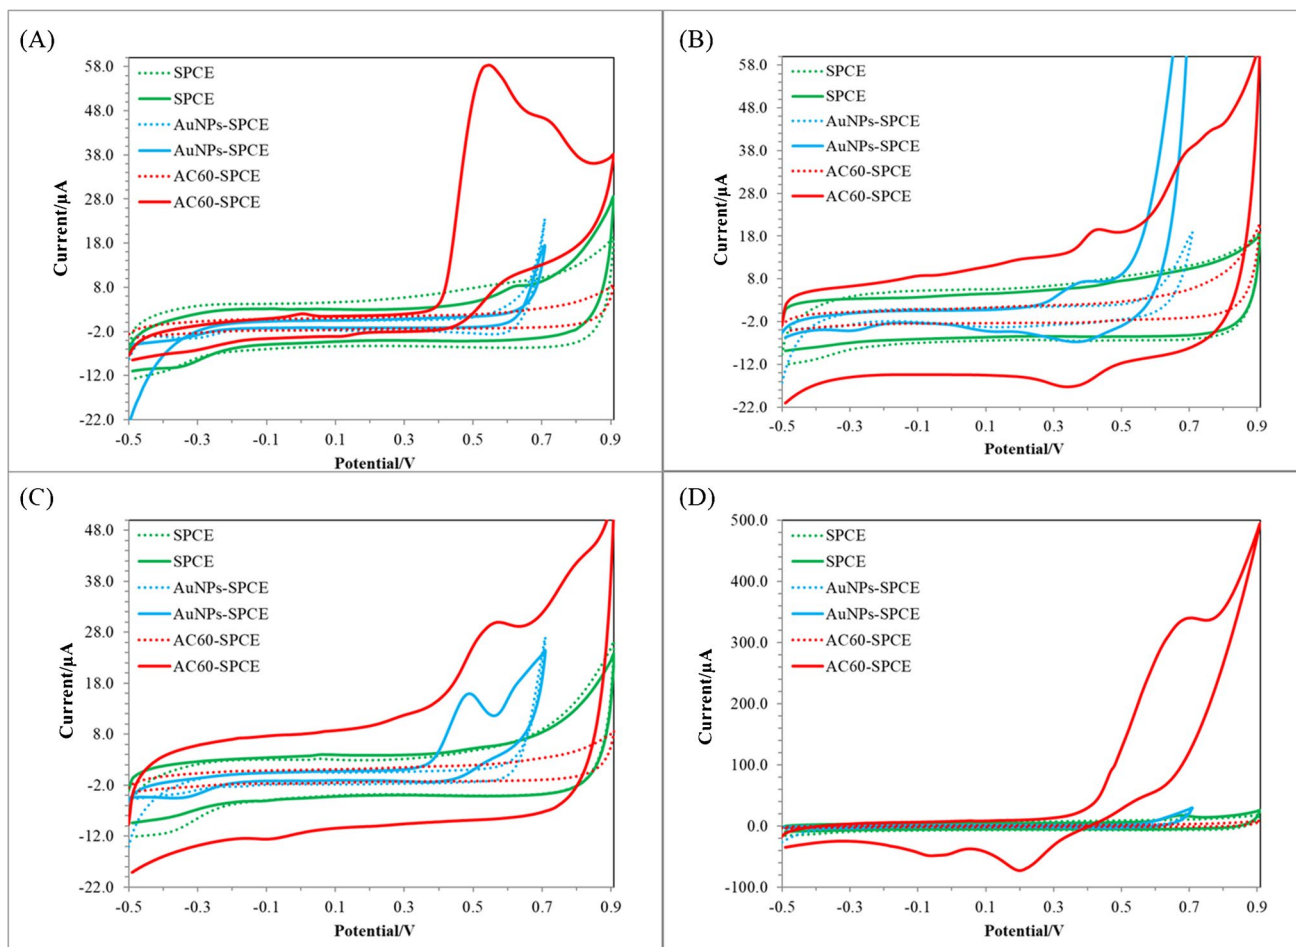 (A)
58.0
48.0
38.0
28.0
18.0
8.0
-2.0
-12.0
-22.0
Current/μA
SPCE
SPCE
AuNPs-SPCE
AuNPs-SPCE
AC60-SPCE
AC60-SPCE
-0.5 -0.3 -0.1 0.1 0.3 0.5 0.7 0.9
Potential/V
(B)
58.0
48.0
38.0
28.0
18.0
8.0
-2.0
-12.0
-22.0
Current/μA
SPCE
SPCE
AuNPs-SPCE
AuNPs-SPCE
AC60-SPCE
AC60-SPCE
-0.5 -0.3 -0.1 0.1 0.3 0.5 0.7 0.9
Potential/V
(C)
48.0
38.0
28.0
18.0
8.0
-2.0
-12.0
-22.0
Current/μA
SPCE
SPCE
AuNPs-SPCE
AuNPs-SPCE
AC60-SPCE
AC60-SPCE
-0.5 -0.3 -0.1 0.1 0.3 0.5 0.7 0.9
Potential/V
(D)
500.0
400.0
300.0
200.0
100.0
0.0
-100.0
Current/μA
SPCE
SPCE
AuNPs-SPCE
AuNPs-SPCE
AC60-SPCE
AC60-SPCE
-0.5 -0.3 -0.1 0.1 0.3 0.5 0.7 0.9
Potential/V